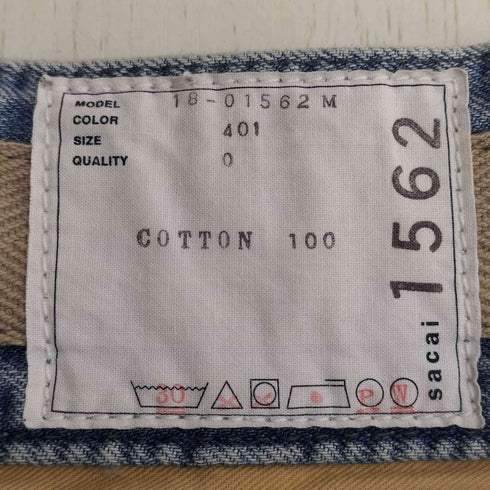 MODEL 18-01562 M
COLOR 401
SIZE 0
QUALITY
COTTON 100
30 P W
sacai 1562